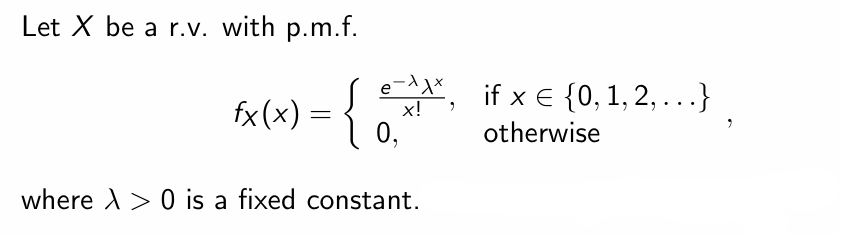 Let X be a r.v. with p.m.f.
f_X(x) = { e^{−λ}λ^x / x!, if x ∈ {0, 1, 2, . . .}
0, otherwise ,
where λ > 0 is a fixed constant.